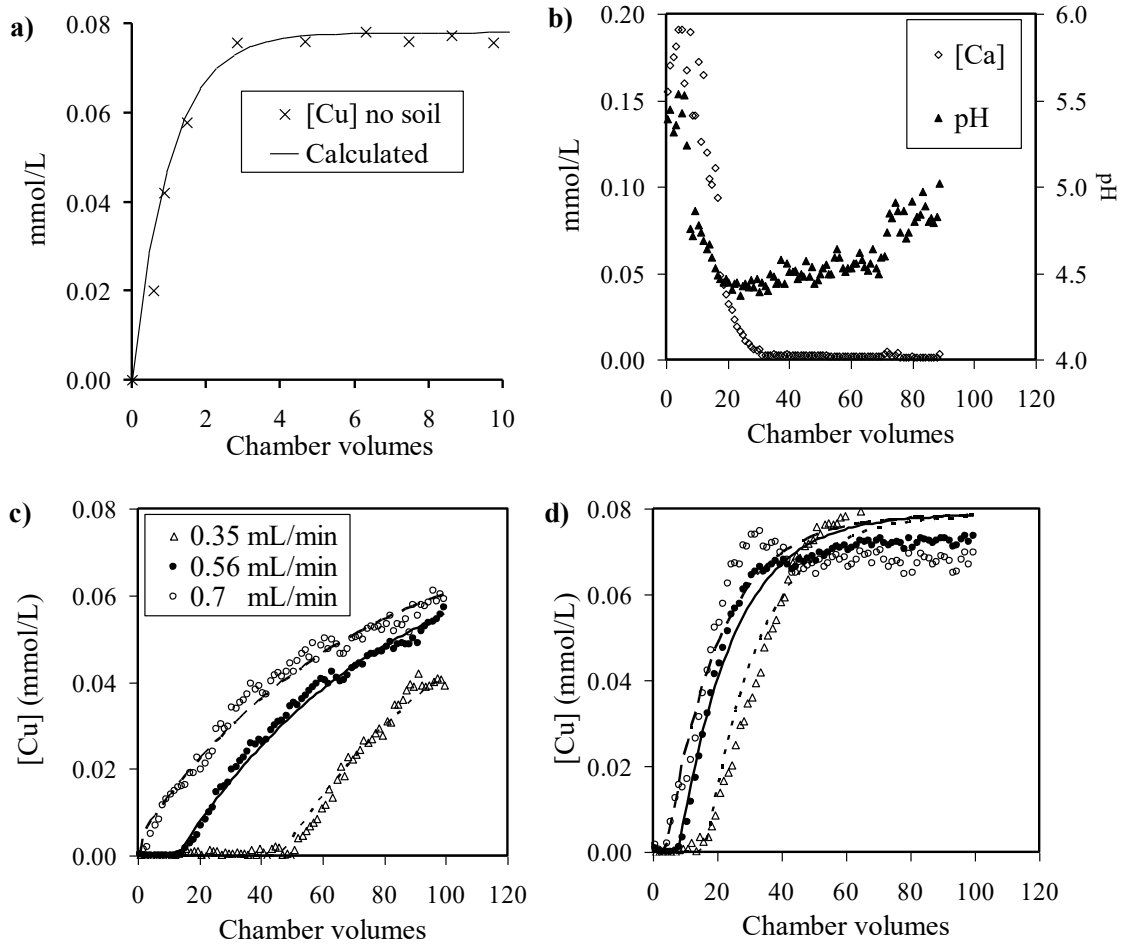 a)
0.08
0.06
0.04
0.02
0.00
mmol/L
× [Cu] no soil
Calculated
0 2 4 6 8 10
Chamber volumes
b)
0.20
0.15
0.10
0.05
0.00
mmol/L
[Ca]
pH
6.0
5.5
5.0
4.5
4.0
pH
0 20 40 60 80 100 120
Chamber volumes
c)
0.08
0.06
0.04
0.02
0.00
[Cu] (mmol/L)
0.35 mL/min
0.56 mL/min
0.7 mL/min
0 20 40 60 80 100 120
Chamber volumes
d)
0.08
0.06
0.04
0.02
0.00
[Cu] (mmol/L)
0 20 40 60 80 100 120
Chamber volumes